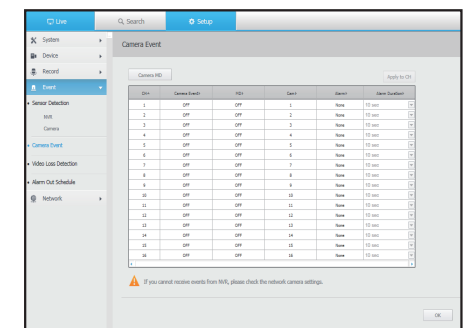 Live
Search
Setup
System
Device
Record
Event
Sensor Detection
NVR
Camera
Camera Event
Video Loss Detection
Alarm Out Schedule
Network
Camera Event
Camera MD
Apply to CH
CH Camera Event MD Cam Alarm Alarm Duration
1 OFF OFF 1 None 10 sec
2 OFF OFF 2 None 10 sec
3 OFF OFF 3 None 10 sec
4 OFF OFF 4 None 10 sec
5 OFF OFF 5 None 10 sec
6 OFF OFF 6 None 10 sec
7 OFF OFF 7 None 10 sec
8 OFF OFF 8 None 10 sec
9 OFF OFF 9 None 10 sec
10 OFF OFF 10 None 10 sec
11 OFF OFF 11 None 10 sec
12 OFF OFF 12 None 10 sec
13 OFF OFF 13 None 10 sec
14 OFF OFF 14 None 10 sec
15 OFF OFF 15 None 10 sec
16 OFF OFF 16 None 10 sec
If you cannot receive events from NVR, please check the network camera settings.
OK